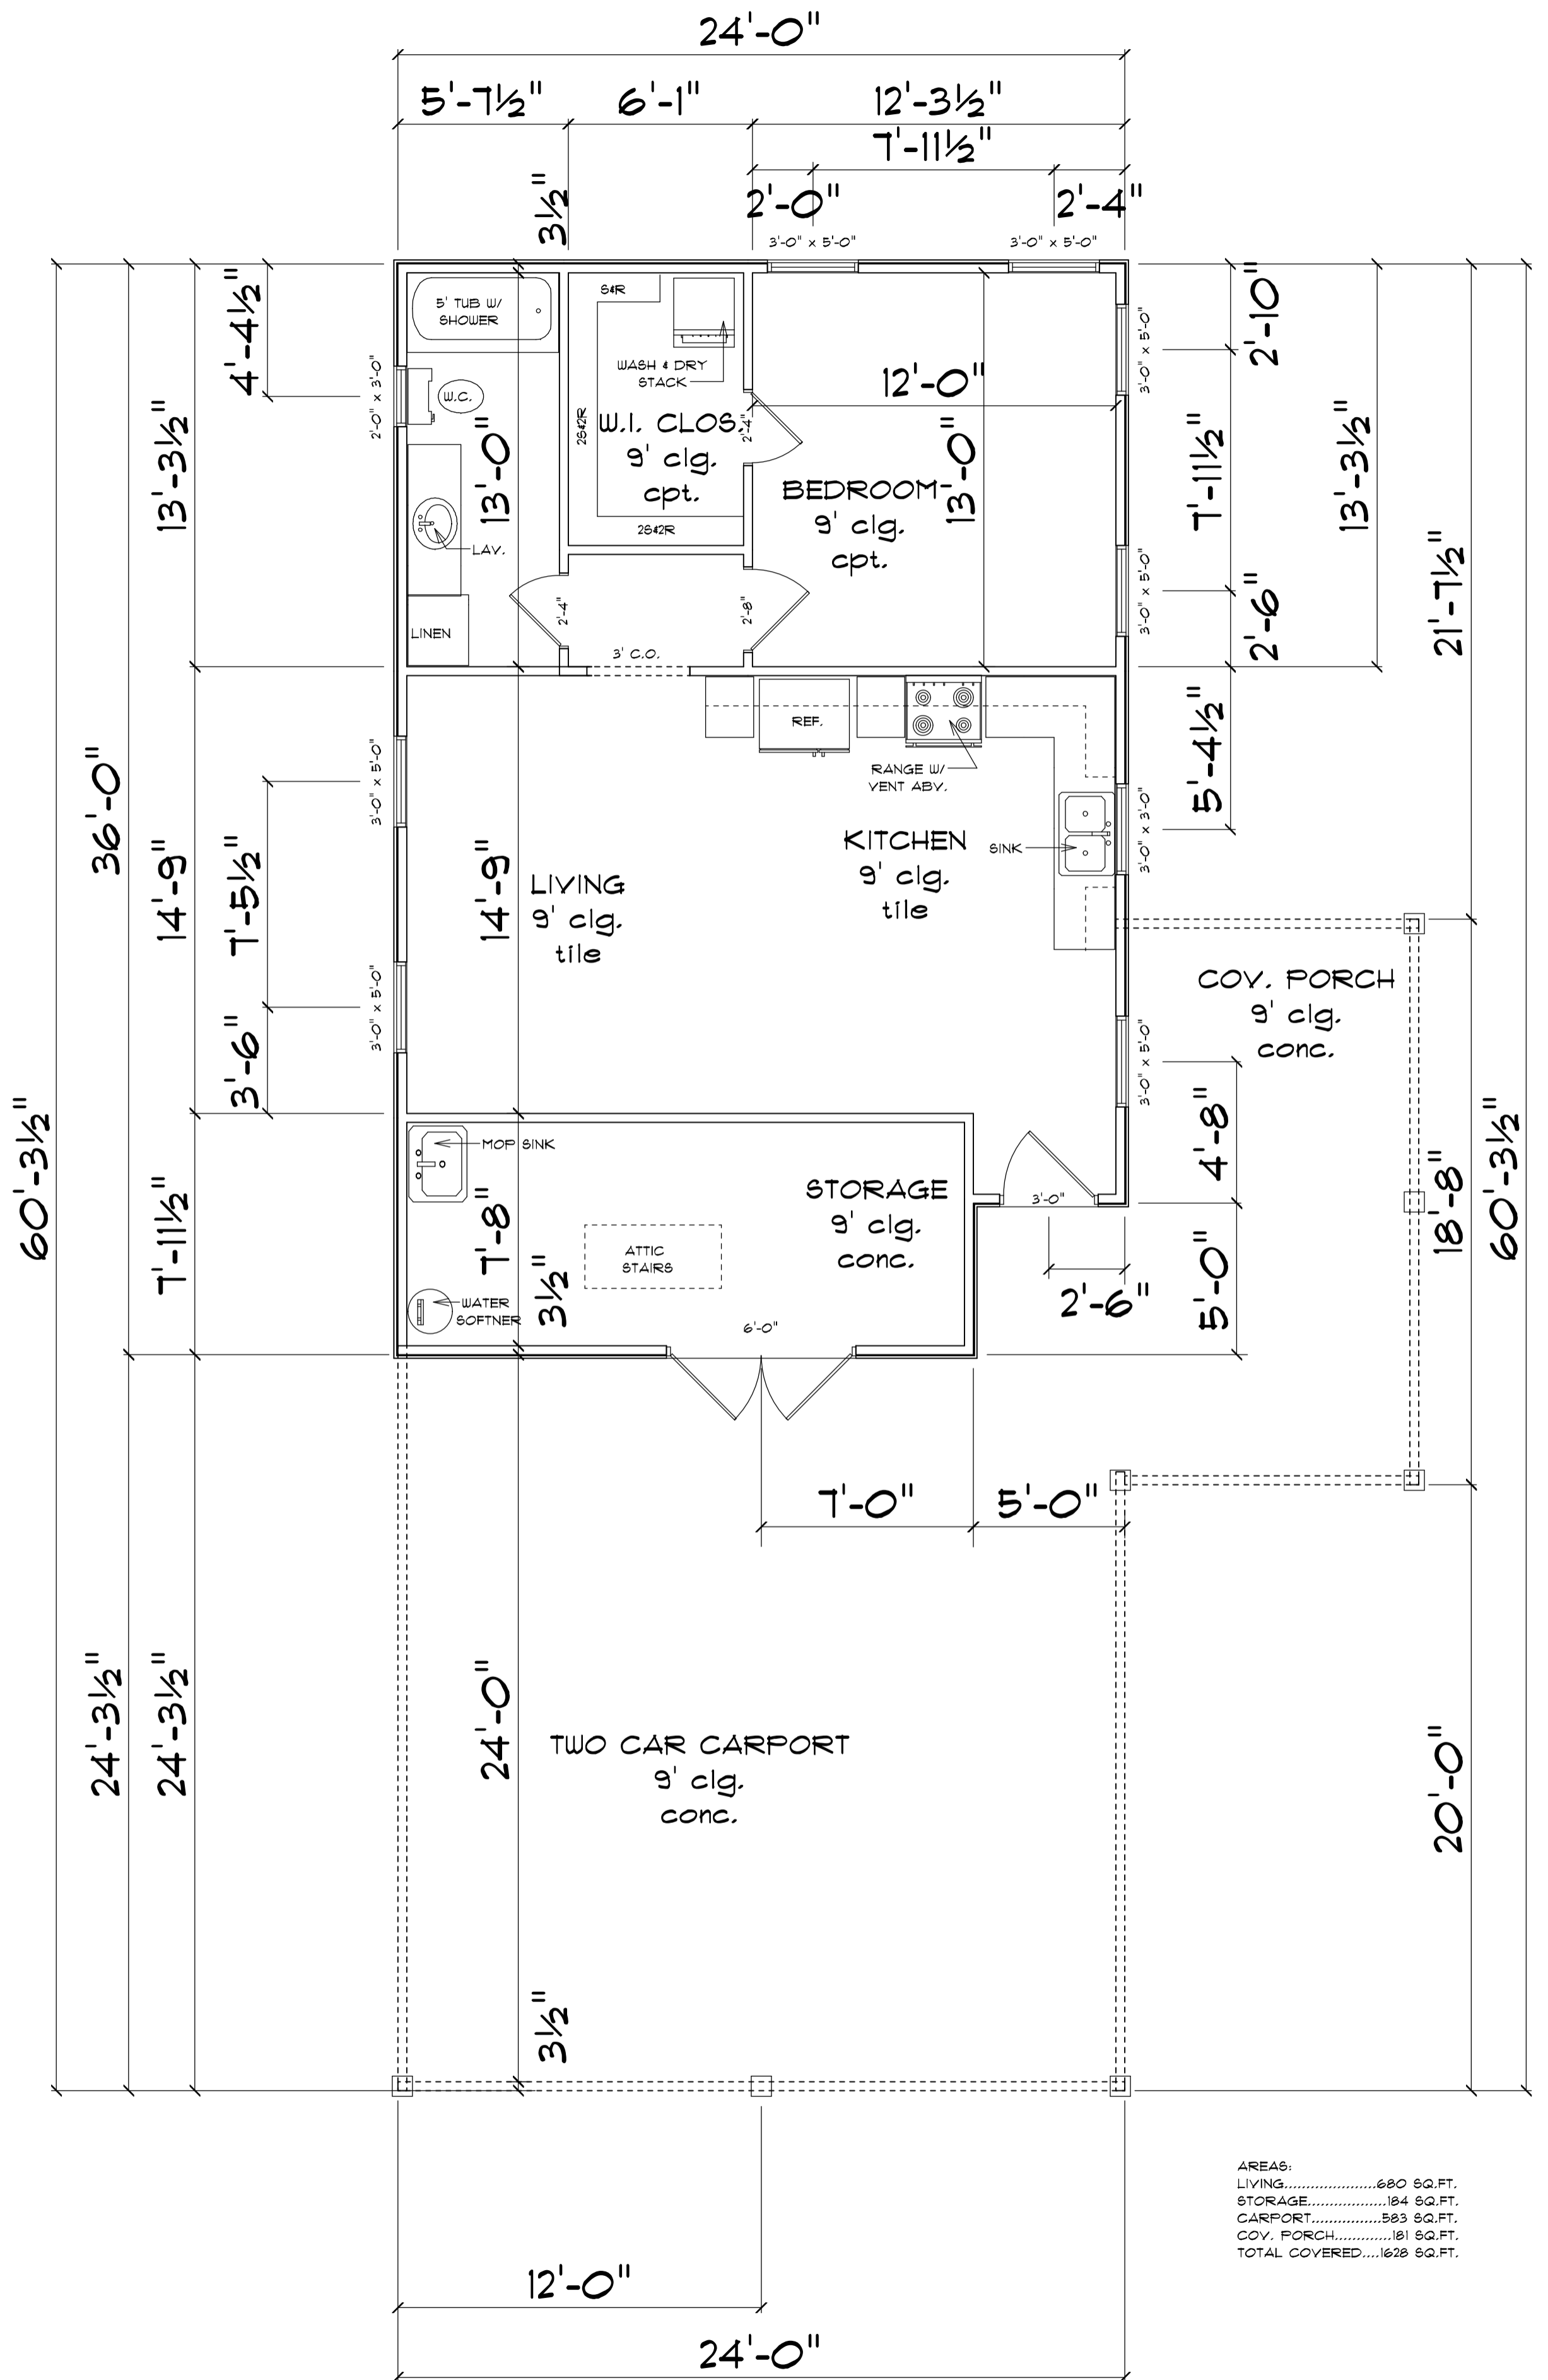 24'-0"
5'-7½" 6'-1" 12'-3½"
7'-11½"
3½" 2'-0" 2'-4"
3'-0" x 5'-0" 3'-0" x 5'-0"
4'-4½"
5' TUB W/
SHOWER
S&R
2'-10"
WASH & DRY
STACK
3'-0" x 5'-0"
2'-0" x 3'-0"
W.C.
12'-0"
13'-3½"
13'-0"
2S&2R
W.I. CLOS.
9' clg.
cpt.
2'-4"
BEDROOM
9' clg.
cpt.
13'-0"
7'-11½"
13'-3½"
2S&2R
LAV.
21'-7½"
3'-0" x 5'-0"
2'-6"
2'-4"
2'-8"
LINEN
3' C.O.
REF.
RANGE W/
VENT ABV.
5'-4½"
36'-0"
3'-0" x 5'-0"
3'-0" x 3'-0"
KITCHEN
9' clg.
tile
SINK
14'-9"
7'-5½"
14'-9"
LIVING
9' clg.
tile
COV. PORCH
9' clg.
conc.
3'-6"
3'-0" x 5'-0"
3'-0" x 5'-0"
4'-8"
60'-3½"
MOP SINK
18'-8"
60'-3½"
7'-11½"
7'-8"
STORAGE
9' clg.
conc.
3'-0"
ATTIC
STAIRS
3½"
5'-0"
2'-6"
WATER
SOFTNER
6'-0"
7'-0" 5'-0"
24'-3½"
24'-3½"
24'-0"
TWO CAR CARPORT
9' clg.
conc.
20'-0"
3½"
AREAS:
LIVING.....................680 SQ.FT.
STORAGE..................184 SQ.FT.
CARPORT................583 SQ.FT.
COV. PORCH.............181 SQ.FT.
TOTAL COVERED....1628 SQ.FT.
12'-0"
24'-0"